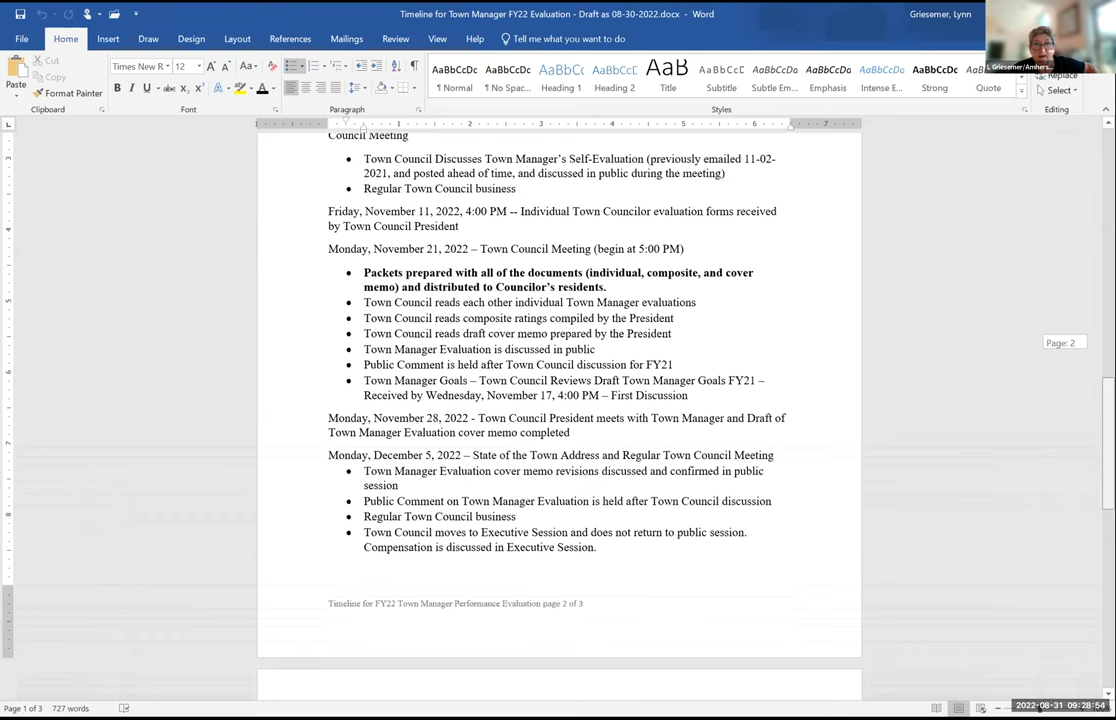 Timeline for Town Manager FY22 Evaluation - Draft as 08-30-2022.docx - Word
Griesemer, Lynn
File Home Insert Draw Design Layout References Mailings Review View Help Tell me what you want to do
Paste
Cut
Copy
Format Painter
Clipboard
Times New R 12
Font
Paragraph
AaBbCcDc AaBbCcDc AaBbCc AaBbCcC AaB AaBbCcD AaBbCcDc AaBbCcDc AaBbCcDc AaBbCcDc AaBbCcDc
¶ Normal ¶ No Spac... Heading 1 Heading 2 Title Subtitle Subtle Em... Emphasis Intense E... Strong Quote
Styles
Replace
Select
Editing
L Griesemer/Amhers...
Council Meeting
• Town Council Discusses Town Manager's Self-Evaluation (previously emailed 11-02-
2021, and posted ahead of time, and discussed in public during the meeting)
• Regular Town Council business
Friday, November 11, 2022, 4:00 PM -- Individual Town Councilor evaluation forms received
by Town Council President
Monday, November 21, 2022 – Town Council Meeting (begin at 5:00 PM)
• Packets prepared with all of the documents (individual, composite, and cover
memo) and distributed to Councilor's residents.
• Town Council reads each other individual Town Manager evaluations
• Town Council reads composite ratings compiled by the President
• Town Council reads draft cover memo prepared by the President
• Town Manager Evaluation is discussed in public
• Public Comment is held after Town Council discussion for FY21
• Town Manager Goals – Town Council Reviews Draft Town Manager Goals FY21 –
Received by Wednesday, November 17, 4:00 PM – First Discussion
Monday, November 28, 2022 - Town Council President meets with Town Manager and Draft of
Town Manager Evaluation cover memo completed
Monday, December 5, 2022 – State of the Town Address and Regular Town Council Meeting
• Town Manager Evaluation cover memo revisions discussed and confirmed in public
session
• Public Comment on Town Manager Evaluation is held after Town Council discussion
• Regular Town Council business
• Town Council moves to Executive Session and does not return to public session.
Compensation is discussed in Executive Session.
Timeline for FY22 Town Manager Performance Evaluation page 2 of 3
Page: 2
Page 1 of 3 727 words
2022-08-31 09:28:54